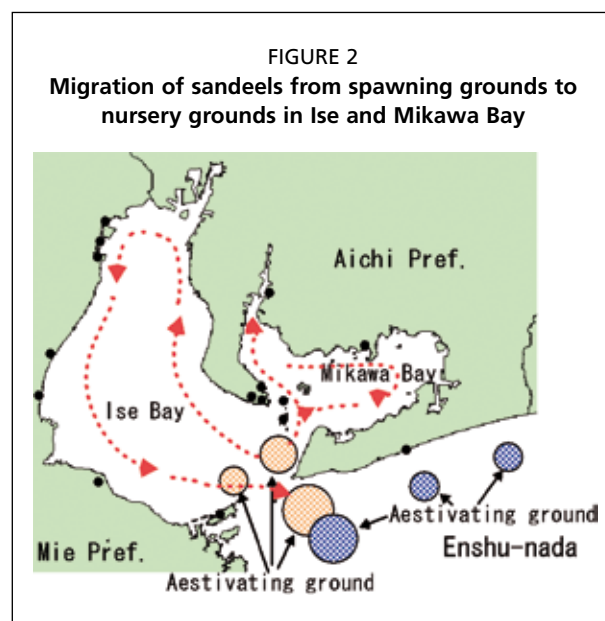 FIGURE 2
Migration of sandeels from spawning grounds to
nursery grounds in Ise and Mikawa Bay
Aichi Pref.
Mikawa Bay
Ise Bay
Aestivating ground
Enshu-nada
Mie Pref.
Aestivating ground